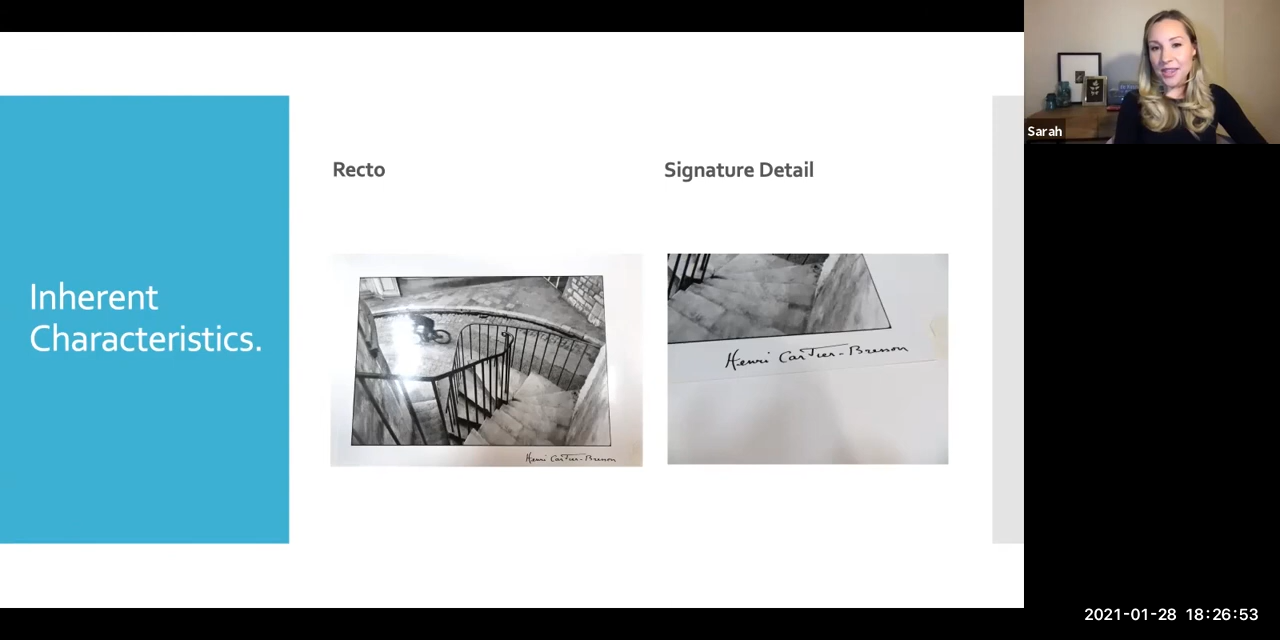 Sarah
Recto
Signature Detail
Inherent
Characteristics.
Henri Cartier-Bresson
Henri Cartier-Bresson
2021-01-28 18:26:53